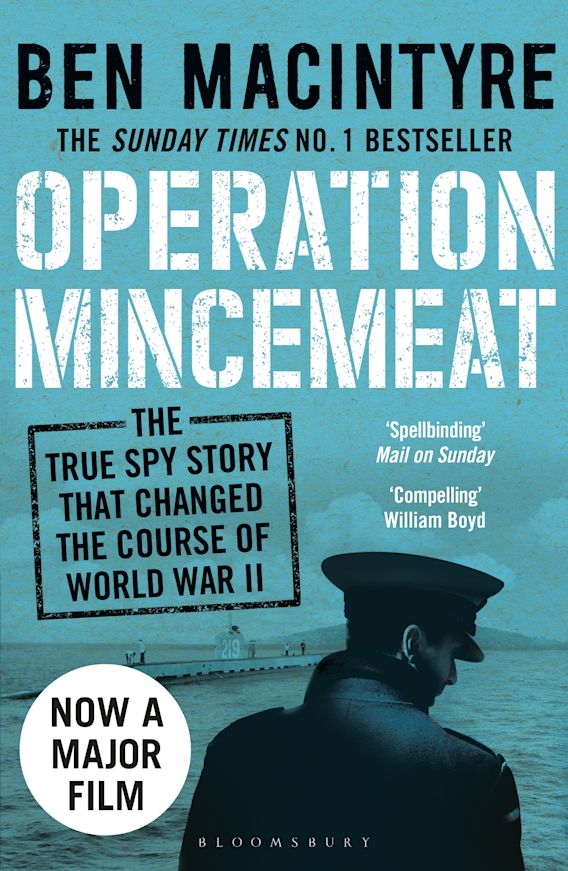 BEN MACINTYRE
THE SUNDAY TIMES NO. 1 BESTSELLER
OPERATION
MINCEMEAT
THE
TRUE SPY STORY
THAT CHANGED
THE COURSE OF
WORLD WAR II
‘Spellbinding’
Mail on Sunday
‘Compelling’
William Boyd
219
NOW A
MAJOR
FILM
BLOOMSBURY